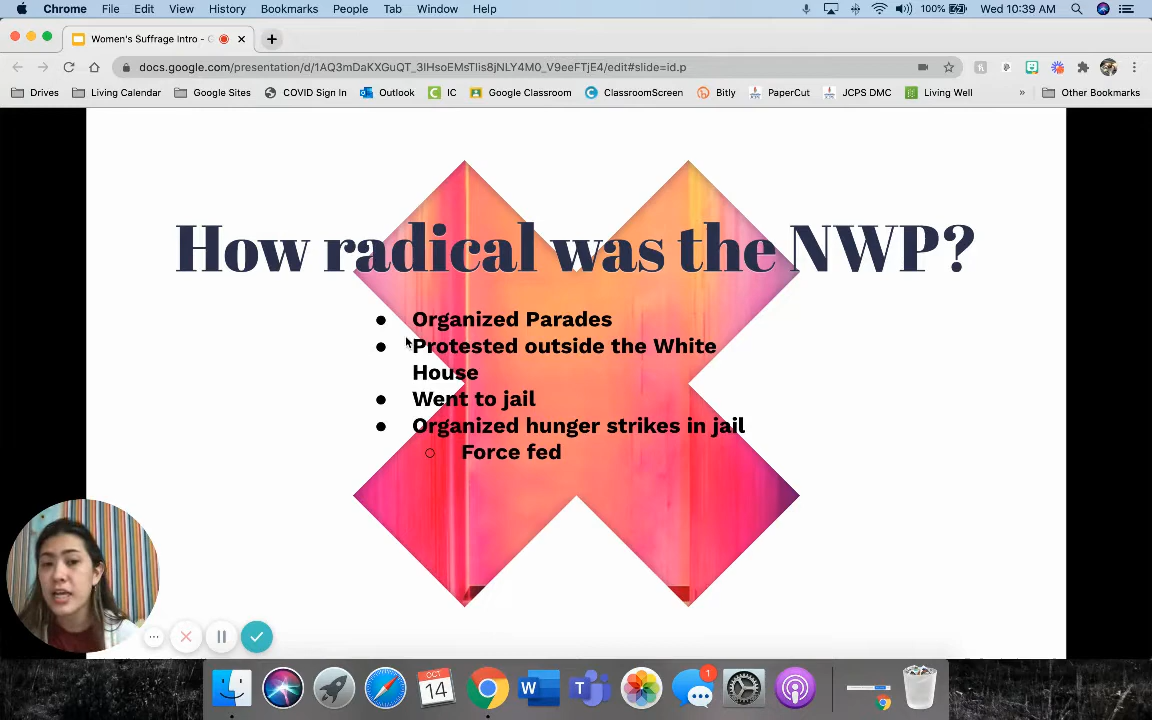 Chrome File Edit View History Bookmarks People Tab Window Help 100% Wed 10:39 AM
Women's Suffrage Intro -
docs.google.com/presentation/d/1AQ3mDaKXGuQT_3IHsoEMsTlis8jNLY4M0_V9eeFTjE4/edit#slide=id.p
Drives Living Calendar Google Sites COVID Sign In Outlook IC Google Classroom ClassroomScreen Bitly PaperCut JCPS DMC Living Well » Other Bookmarks
How radical was the NWP?
● Organized Parades
● Protested outside the White
House
● Went to jail
● Organized hunger strikes in jail
○ Force fed
OCT
14
W
T
1